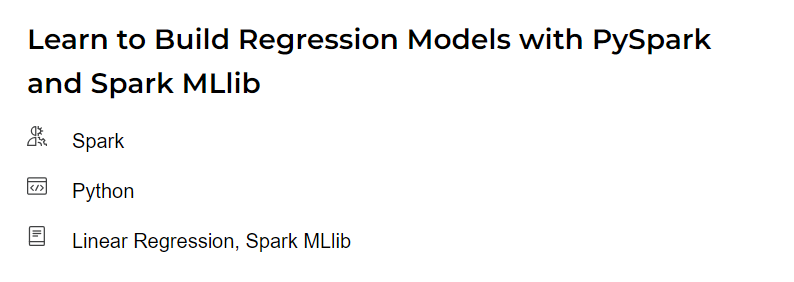 Learn to Build Regression Models with PySpark
and Spark MLlib
Spark
Python
Linear Regression, Spark MLlib